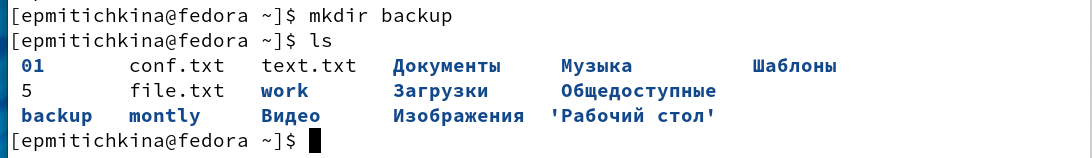 [epmitichkina@fedora ~]$ mkdir backup
[epmitichkina@fedora ~]$ ls
01 conf.txt text.txt Документы Музыка Шаблоны
5 file.txt work Загрузки Общедоступные
backup montly Видео Изображения 'Рабочий стол'
[epmitichkina@fedora ~]$